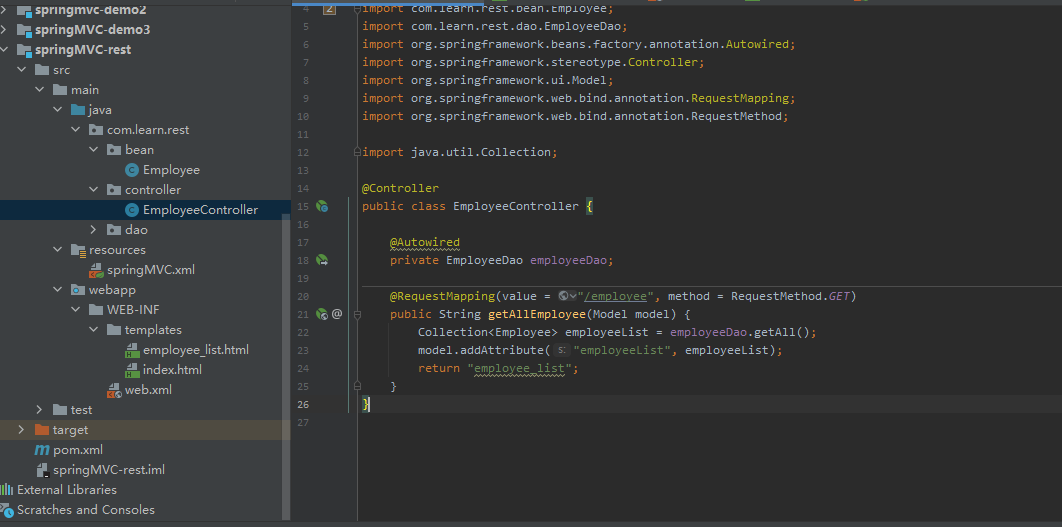 springmvc-demo2
springMVC-demo3
springMVC-rest
src
main
java
com.learn.rest
bean
Employee
controller
EmployeeController
dao
resources
springMVC.xml
webapp
WEB-INF
templates
employee_list.html
index.html
web.xml
test
target
pom.xml
springMVC-rest.iml
External Libraries
Scratches and Consoles
4 2 import com.learn.rest.bean.Employee;
5 import com.learn.rest.dao.EmployeeDao;
6 import org.springframework.beans.factory.annotation.Autowired;
7 import org.springframework.stereotype.Controller;
8 import org.springframework.ui.Model;
9 import org.springframework.web.bind.annotation.RequestMapping;
10 import org.springframework.web.bind.annotation.RequestMethod;
11
12 import java.util.Collection;
13
14 @Controller
15 public class EmployeeController {
16
17 @Autowired
18 private EmployeeDao employeeDao;
19
20 @RequestMapping(value = "/employee", method = RequestMethod.GET)
21 @ public String getAllEmployee(Model model) {
22 Collection<Employee> employeeList = employeeDao.getAll();
23 model.addAttribute( s: "employeeList", employeeList);
24 return "employee_list";
25 }
26 }
27